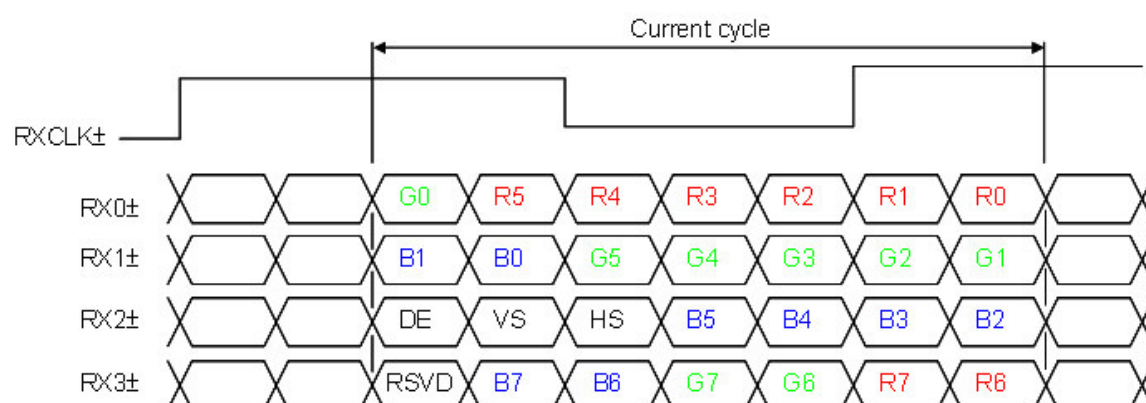 Current cycle
RXCLK±
RX0± G0 R5 R4 R3 R2 R1 R0
RX1± B1 B0 G5 G4 G3 G2 G1
RX2± DE VS HS B5 B4 B3 B2
RX3± RSVD B7 B6 G7 G6 R7 R6